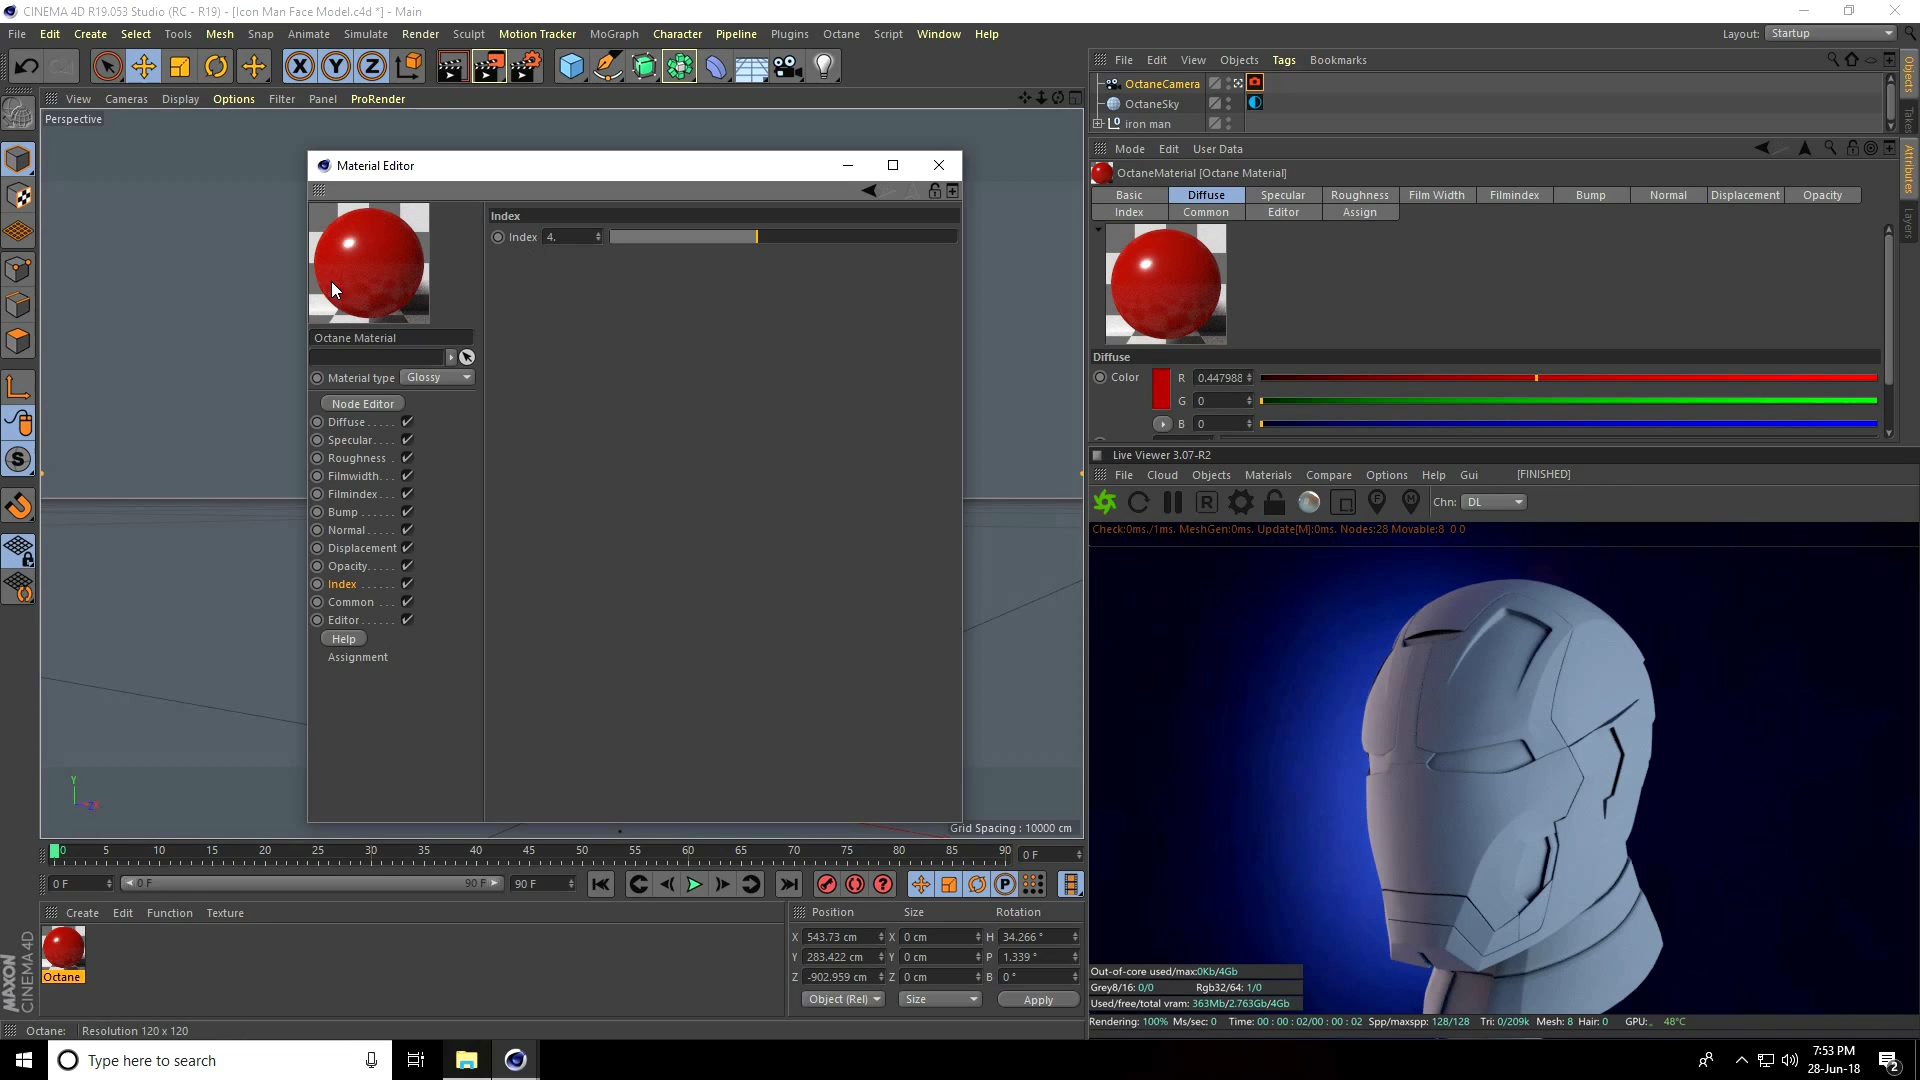 CINEMA 4D R19.053 Studio (RC - R19) - [Icon Man Face Model.c4d *] - Main
File Edit Create Select Tools Mesh Snap Animate Simulate Render Sculpt Motion Tracker MoGraph Character Pipeline Plugins Octane Script Window Help
Layout: Startup
View Cameras Display Options Filter Panel ProRender
Perspective
File Edit View Objects Tags Bookmarks
OctaneCamera
OctaneSky
iron man
Objects
Takes
Attributes
Layers
Mode Edit User Data
OctaneMaterial [Octane Material]
Basic Diffuse Specular Roughness Film Width Filmindex Bump Normal Displacement Opacity
Index Common Editor Assign
Diffuse
Color R 0.447988
G 0
B 0
Material Editor
Index
Index 4.
Octane Material
Material type Glossy
Node Editor
Diffuse . . . . .
Specular. . . .
Roughness .
Filmwidth. . .
Filmindex. . .
Bump . . . . . .
Normal . . . . .
Displacement
Opacity. . . . .
Index . . . . . .
Common . . .
Editor. . . . . .
Help
Assignment
Grid Spacing : 10000 cm
Y
Z
Live Viewer 3.07-R2
File Cloud Objects Materials Compare Options Help Gui [FINISHED]
R
Chn: DL
Check:0ms./1ms. MeshGen:0ms. Update[M]:0ms. Nodes:28 Movable:8 0 0
Out-of-core used/max:0Kb/4Gb
Grey8/16: 0/0 Rgb32/64: 1/0
Used/free/total vram: 363Mb/2.763Gb/4Gb
Rendering: 100% Ms/sec: 0 Time: 00 : 00 : 02/00 : 00 : 02 Spp/maxspp: 128/128 Tri: 0/209k Mesh: 8 Hair: 0 GPU: 48°C
0 5 10 15 20 25 30 35 40 45 50 55 60 65 70 75 80 85 90 0 F
0 F 0 F 90 F 90 F
Create Edit Function Texture
Octane
MAXON
CINEMA 4D
Position Size Rotation
X 543.73 cm X 0 cm H 34.266 °
Y 283.422 cm Y 0 cm P 1.339 °
Z -902.959 cm Z 0 cm B 0 °
Object (Rel) Size Apply
Octane: Resolution 120 x 120
Type here to search
7:53 PM
28-Jun-18
2